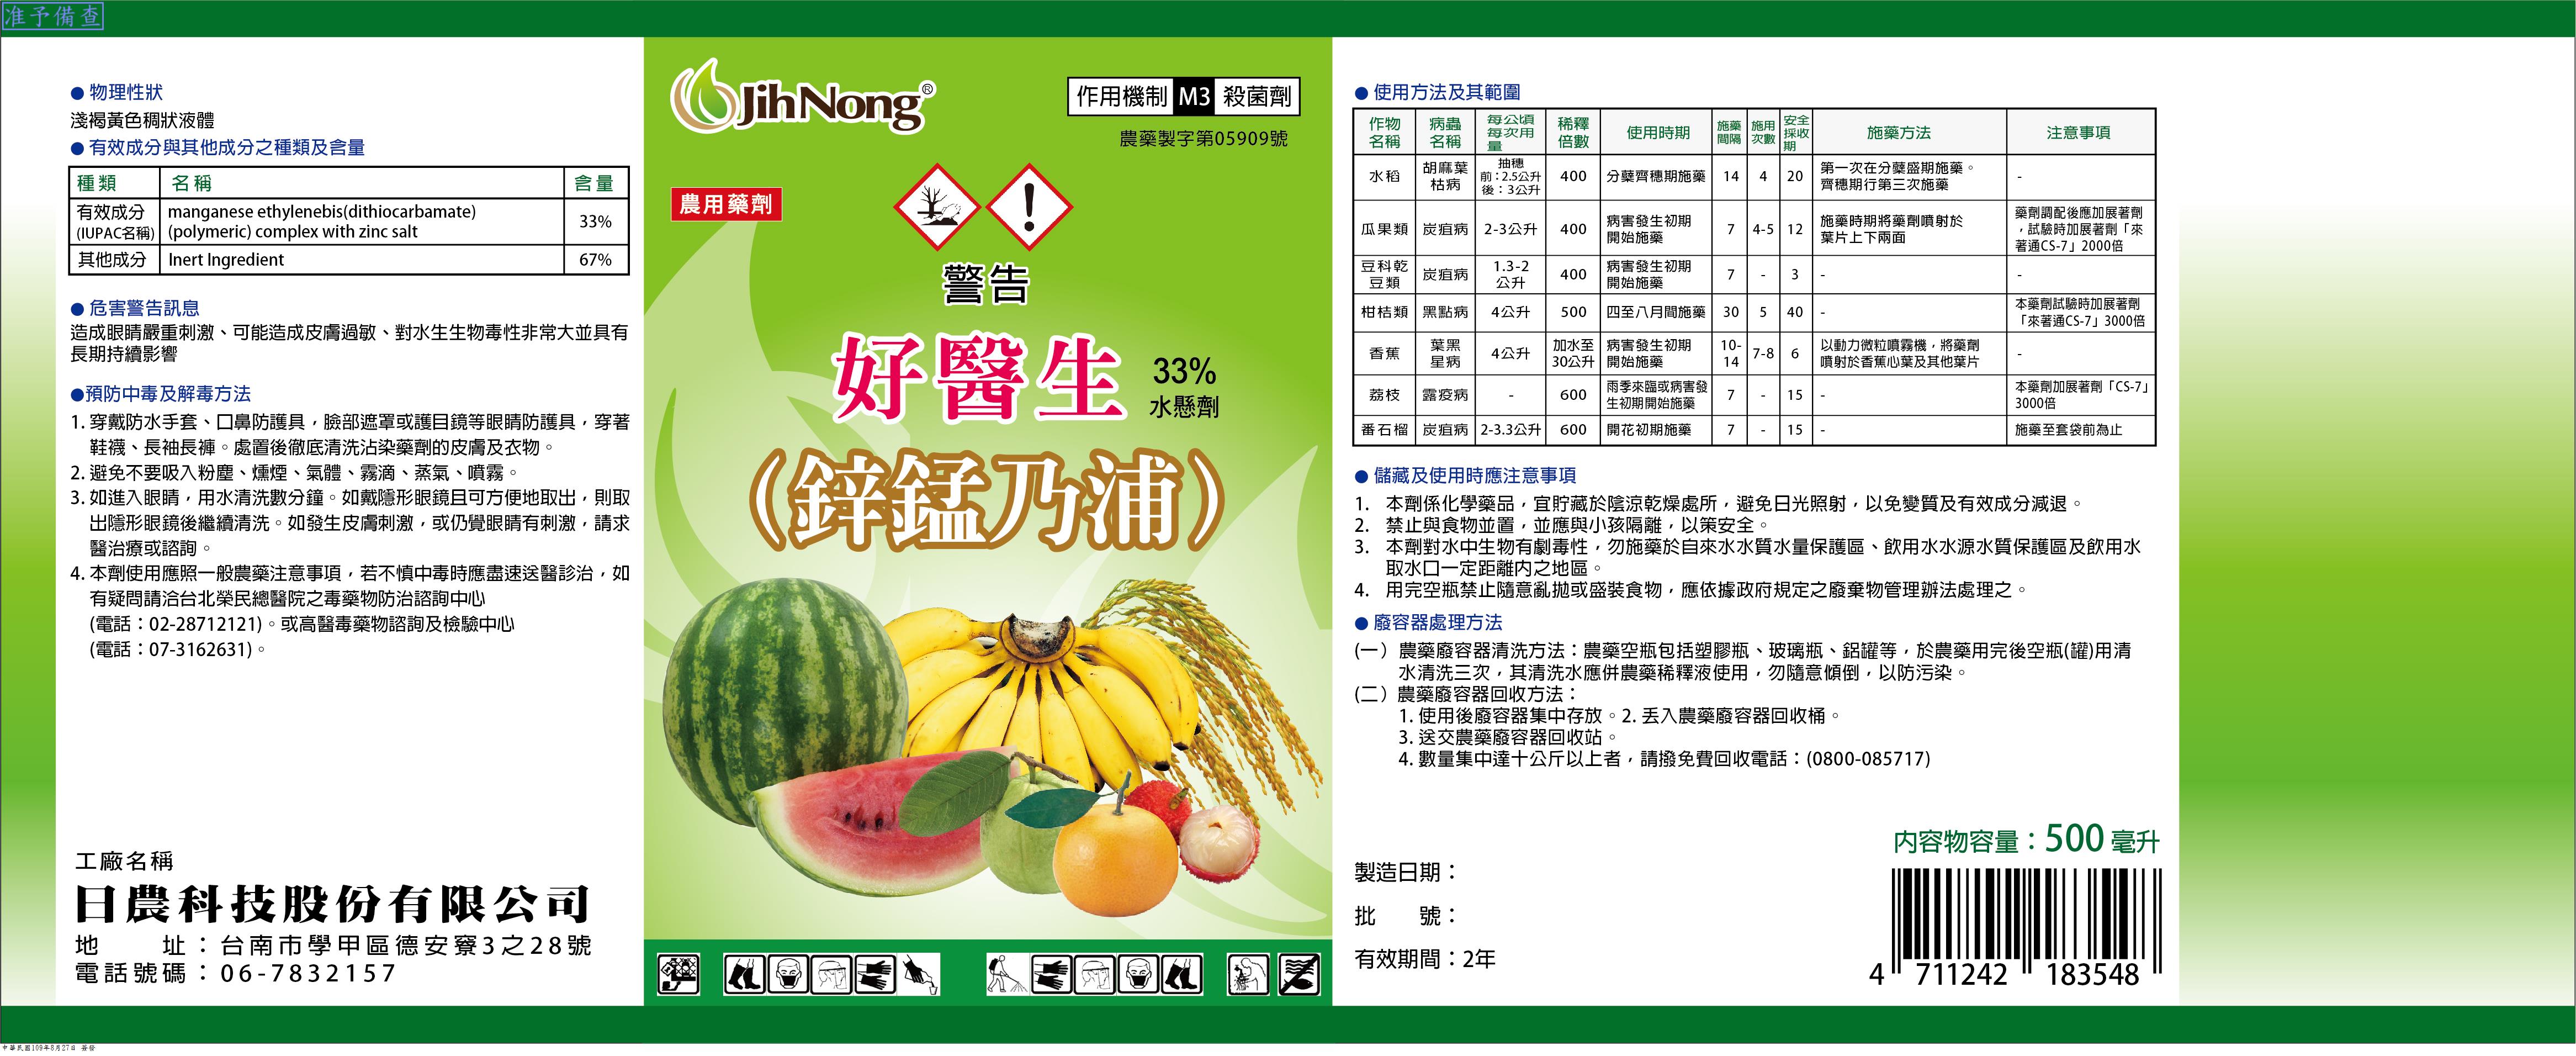 准予備查
● 物理性狀
淺褐黃色稠狀液體
● 有效成分與其他成分之種類及含量
種類 名稱 含量
有效成分 (IUPAC名稱) manganese ethylenebis(dithiocarbamate) (polymeric) complex with zinc salt 33%
其他成分 Inert Ingredient 67%
● 危害警告訊息
造成眼睛嚴重刺激、可能造成皮膚過敏、對水生生物毒性非常大並具有
長期持續影響
●預防中毒及解毒方法
1. 穿戴防水手套、口鼻防護具，臉部遮罩或護目鏡等眼睛防護具，穿著
鞋襪、長袖長褲。處置後徹底清洗沾染藥劑的皮膚及衣物。
2. 避免不要吸入粉塵、燻煙、氣體、霧滴、蒸氣、噴霧。
3. 如進入眼睛，用水清洗數分鐘。如戴隱形眼鏡且可方便地取出，則取
出隱形眼鏡後繼續清洗。如發生皮膚刺激，或仍覺眼睛有刺激，請求
醫治療或諮詢。
4. 本劑使用應照一般農藥注意事項，若不慎中毒時應盡速送醫診治，如
有疑問請洽台北榮民總醫院之毒藥物防治諮詢中心
(電話：02-28712121)。或高醫毒藥物諮詢及檢驗中心
(電話：07-3162631)。
工廠名稱
日農科技股份有限公司
地 址：台南市學甲區德安寮3之28號
電話號碼：06-7832157
JihNong®
作用機制 M3 殺菌劑
農藥製字第05909號
農用藥劑
警告
好醫生
33%
水懸劑
（鋅錳乃浦）
● 使用方法及其範圍
作物名稱 病蟲名稱 每公頃每次用量 稀釋倍數 使用時期 施藥間隔 施用次數 安全採收期 施藥方法 注意事項
水稻 胡麻葉枯病 抽穗前：2.5公升後：3公升 400 分蘗齊穗期施藥 14 4 20 第一次在分蘗盛期施藥。齊穗期行第三次施藥 -
瓜果類 炭疽病 2-3公升 400 病害發生初期開始施藥 7 4-5 12 施藥時期將藥劑噴射於葉片上下兩面 藥劑調配後應加展著劑，試驗時加展著劑「來著通CS-7」2000倍
豆科乾豆類 炭疽病 1.3-2公升 400 病害發生初期開始施藥 7 - 3 - -
柑桔類 黑點病 4公升 500 四至八月間施藥 30 5 40 - 本藥劑試驗時加展著劑「來著通CS-7」3000倍
香蕉 葉黑星病 4公升 加水至30公升 病害發生初期開始施藥 10-14 7-8 6 以動力微粒噴霧機，將藥劑噴射於香蕉心葉及其他葉片 -
荔枝 露疫病 - 600 雨季來臨或病害發生初期開始施藥 7 - 15 - 本藥劑加展著劑「CS-7」3000倍
番石榴 炭疽病 2-3.3公升 600 開花初期施藥 7 - 15 - 施藥至套袋前為止
● 儲藏及使用時應注意事項
1. 本劑係化學藥品，宜貯藏於陰涼乾燥處所，避免日光照射，以免變質及有效成分減退。
2. 禁止與食物並置，並應與小孩隔離，以策安全。
3. 本劑對水中生物有劇毒性，勿施藥於自來水水質水量保護區、飲用水水源水質保護區及飲用水
取水口一定距離內之地區。
4. 用完空瓶禁止隨意亂拋或盛裝食物，應依據政府規定之廢棄物管理辦法處理之。
● 廢容器處理方法
(一）農藥廢容器清洗方法：農藥空瓶包括塑膠瓶、玻璃瓶、鋁罐等，於農藥用完後空瓶(罐)用清
水清洗三次，其清洗水應併農藥稀釋液使用，勿隨意傾倒，以防污染。
(二）農藥廢容器回收方法：
1. 使用後廢容器集中存放。2. 丟入農藥廢容器回收桶。
3. 送交農藥廢容器回收站。
4. 數量集中達十公斤以上者，請撥免費回收電話：(0800-085717)
內容物容量：500 毫升
製造日期：
批 號：
有效期間：2年
4 711242 183548
中華民國109年8月27日 簽發